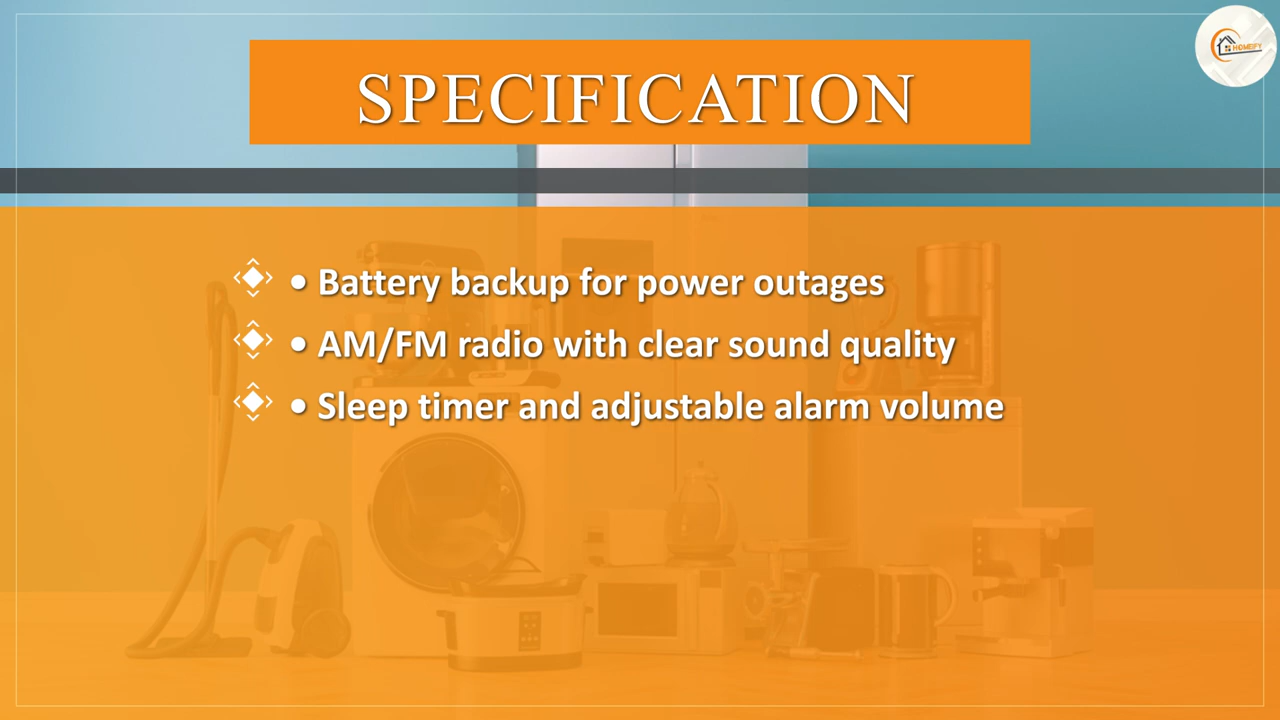 HOMEIFY
SPECIFICATION
• Battery backup for power outages
• AM/FM radio with clear sound quality
• Sleep timer and adjustable alarm volume